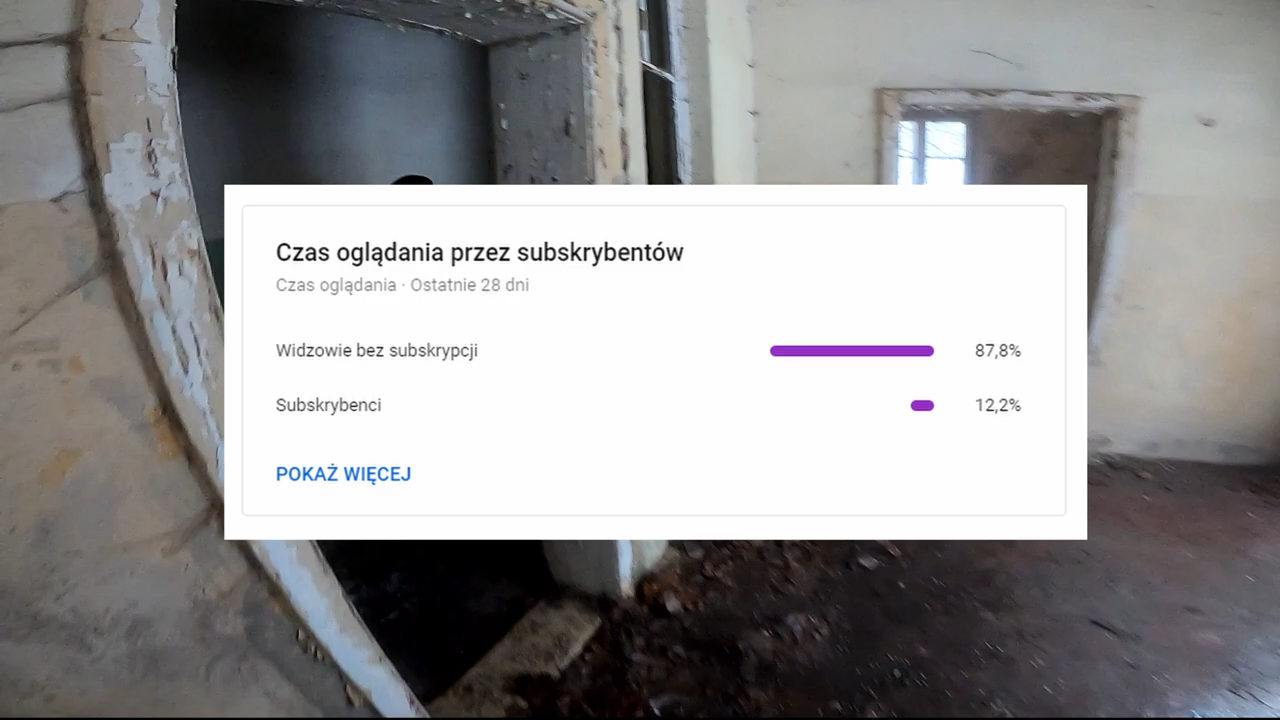 Czas oglądania przez subskrybentów
Czas oglądania · Ostatnie 28 dni
Widzowie bez subskrypcji 87,8%
Subskrybenci 12,2%
POKAŻ WIĘCEJ